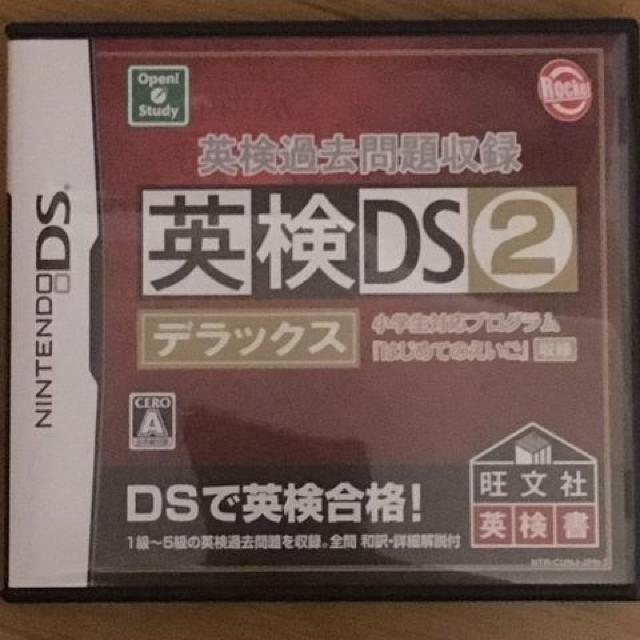 NINTENDO DS
Open!
Study
Rocket
英検過去問題収録
英検DS2
デラックス
小学生対応プログラム
「はじめてのえいご」収録
CERO
A
DSで英検合格!
1級~5級の英検過去問題を収録。全問 和訳・詳細解説付
旺文社
英検書